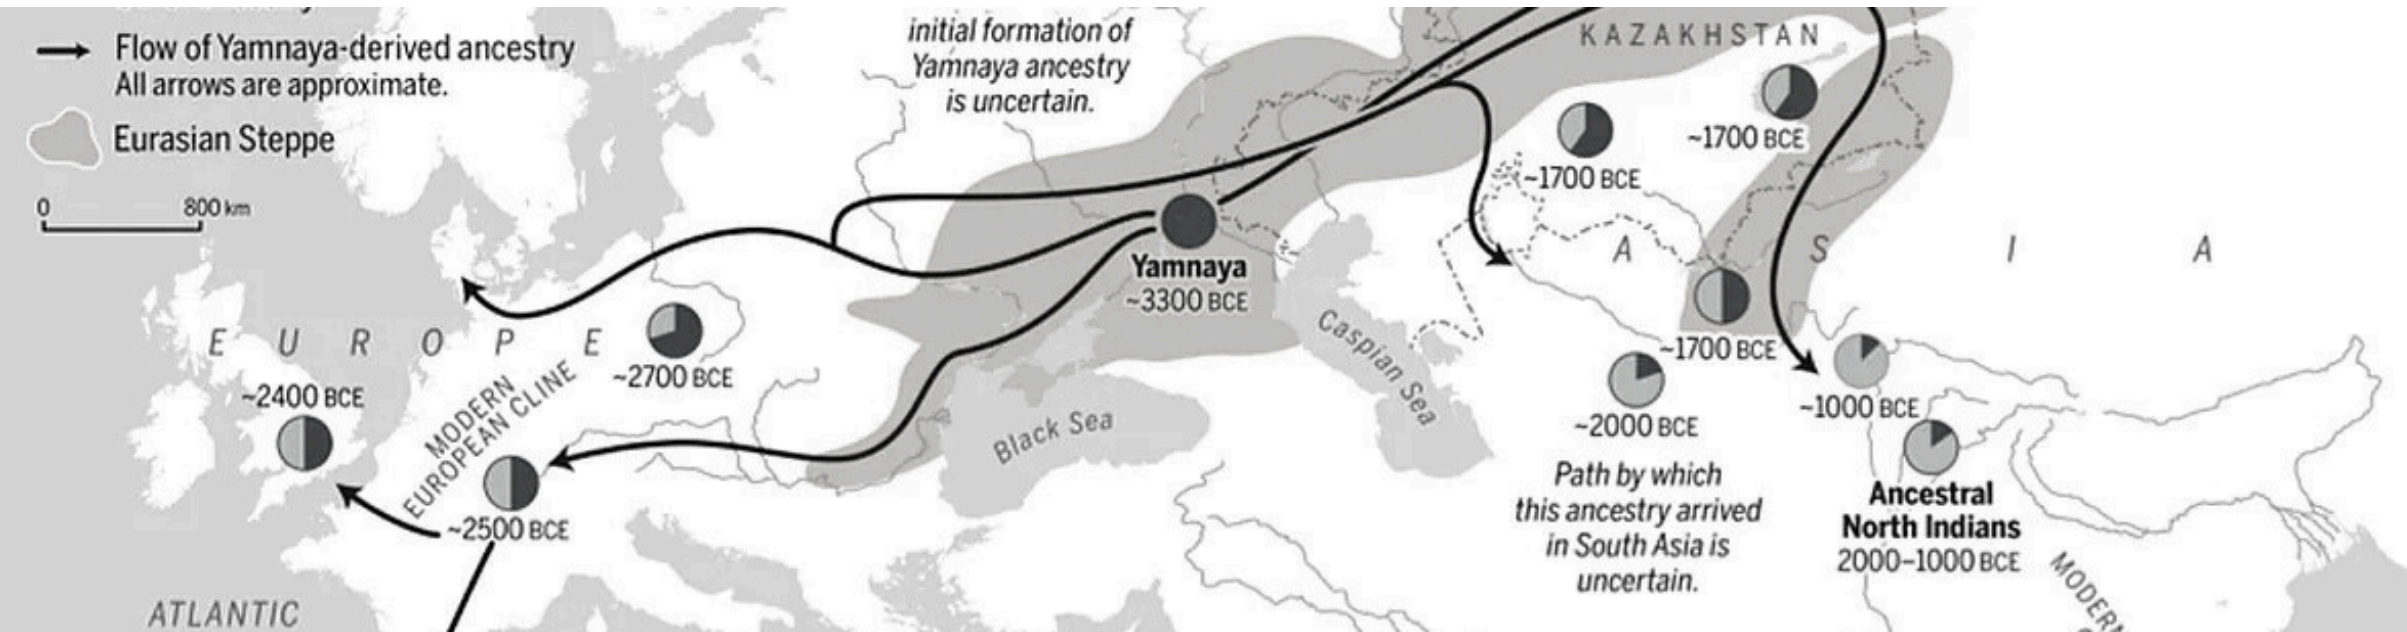 Flow of Yamnaya-derived ancestry
All arrows are approximate.
Eurasian Steppe
0 800 km
initial formation of
Yamnaya ancestry
is uncertain.
KAZAKHSTAN
~1700 BCE
~1700 BCE
Yamnaya
~3300 BCE
A S I A
EUROPE
~2700 BCE
~2400 BCE
MODERN
EUROPEAN CLINE
~2500 BCE
Black Sea
Caspian Sea
~1700 BCE
~2000 BCE
~1000 BCE
Path by which
this ancestry arrived
in South Asia is
uncertain.
Ancestral
North Indians
2000–1000 BCE
MODERN
ATLANTIC